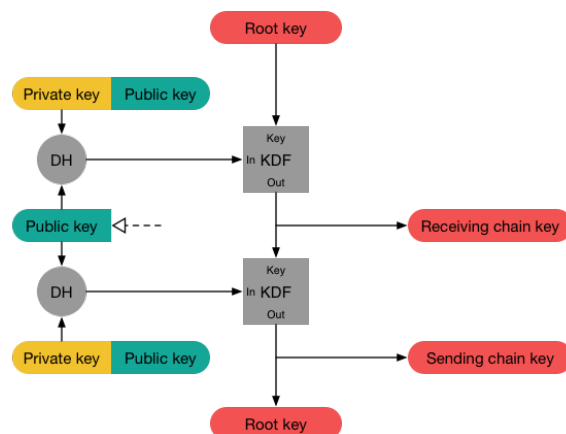 Root key
Private key Public key
Key
DH
In KDF
Out
Public key
Receiving chain key
Key
DH
In KDF
Out
Private key Public key
Sending chain key
Root key